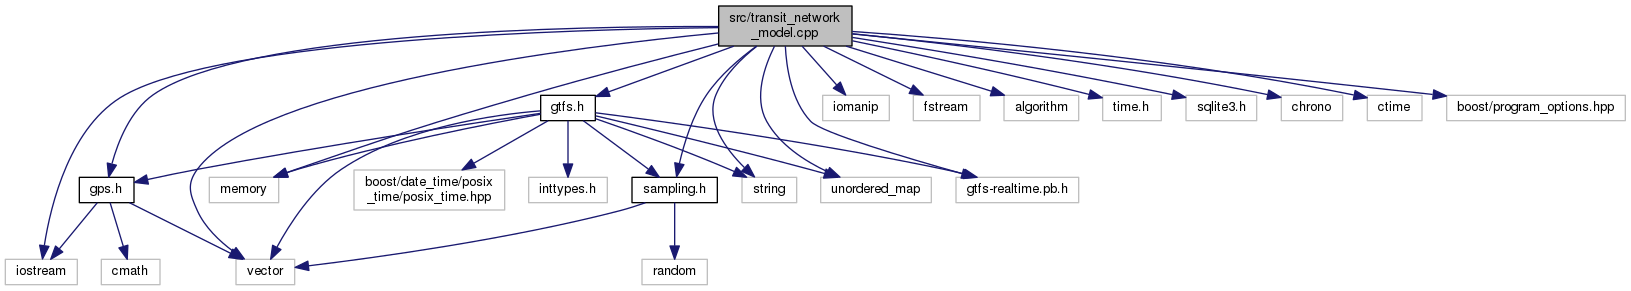 src/transit_network
_model.cpp
gtfs.h
iomanip
fstream
algorithm
time.h
sqlite3.h
chrono
ctime
boost/program_options.hpp
gps.h
memory
boost/date_time/posix
_time/posix_time.hpp
inttypes.h
sampling.h
string
unordered_map
gtfs-realtime.pb.h
iostream
cmath
vector
random